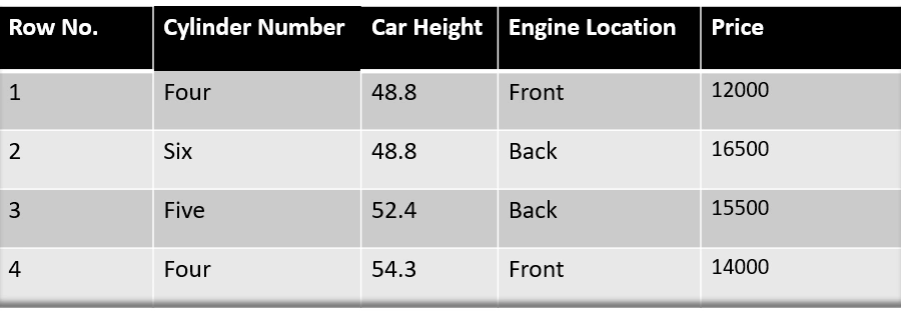 Row No. Cylinder Number Car Height Engine Location Price
1 Four 48.8 Front 12000
2 Six 48.8 Back 16500
3 Five 52.4 Back 15500
4 Four 54.3 Front 14000